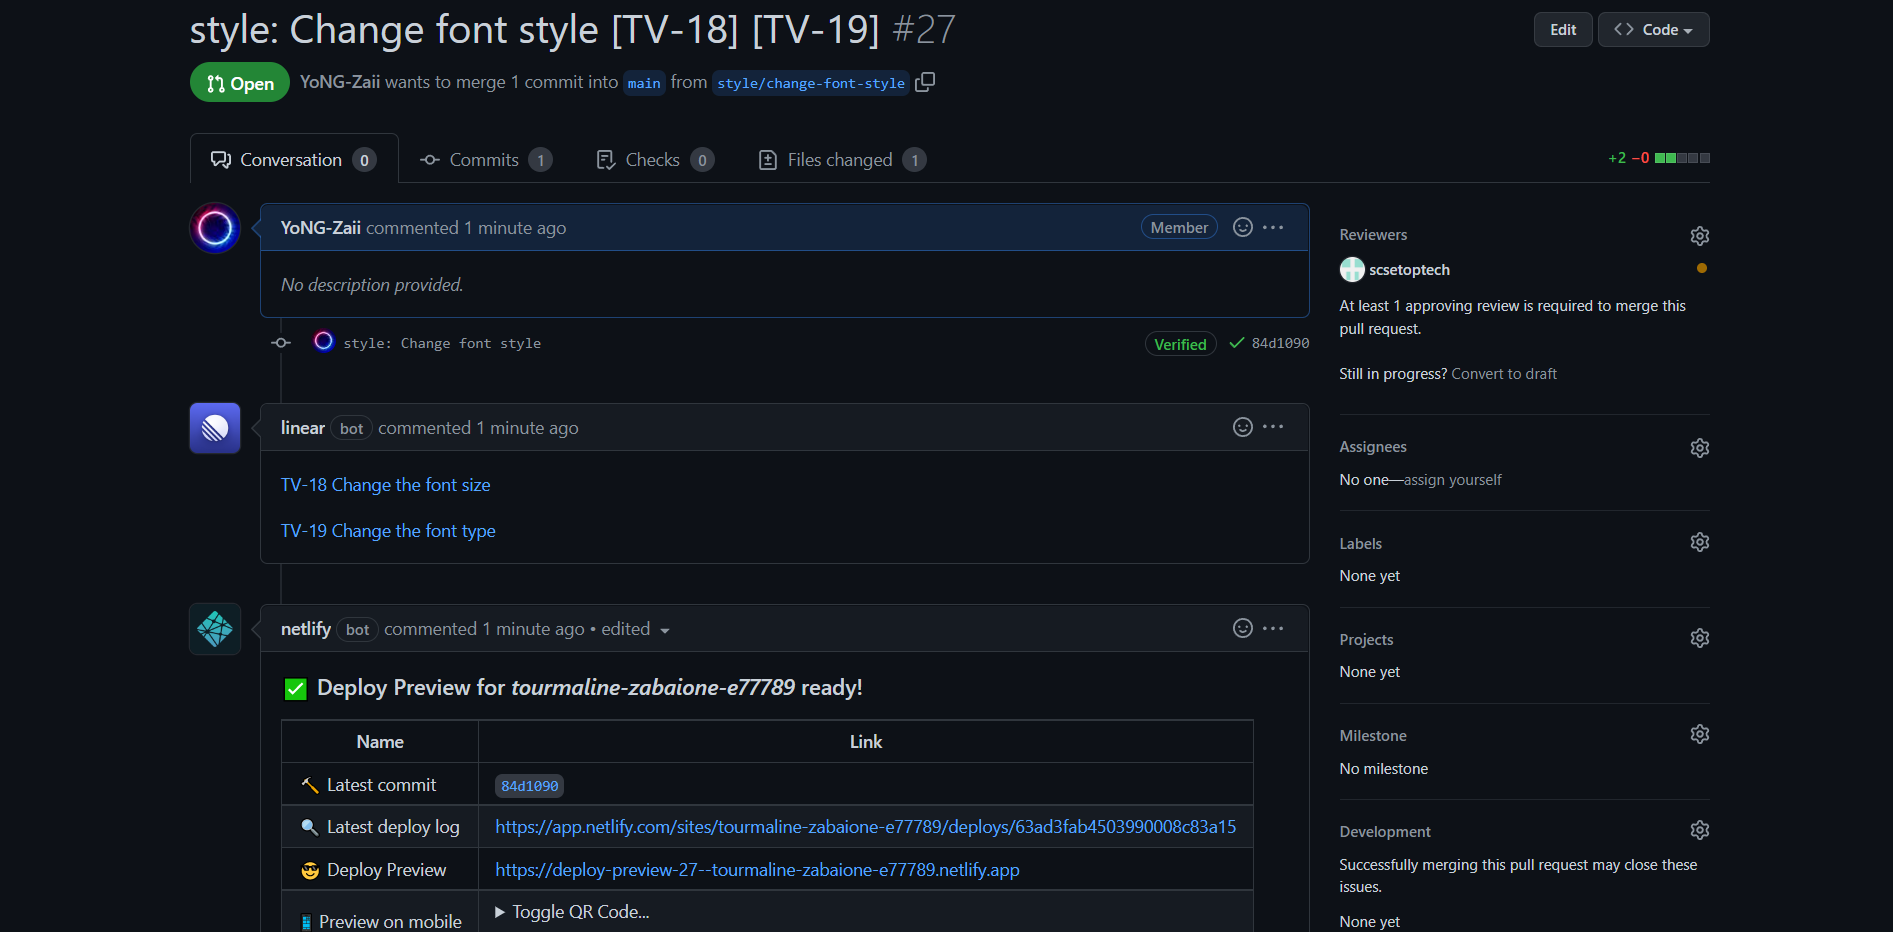 style: Change font style [TV-18] [TV-19] #27
Edit
<> Code
Open
YoNG-Zaii wants to merge 1 commit into main from style/change-font-style
Conversation 0
Commits 1
Checks 0
Files changed 1
+2 −0
YoNG-Zaii commented 1 minute ago
Member
No description provided.
style: Change font style
Verified
84d1090
linear bot commented 1 minute ago
TV-18 Change the font size
TV-19 Change the font type
netlify bot commented 1 minute ago • edited
✅ Deploy Preview for tourmaline-zabaione-e77789 ready!
Name Link
🔨 Latest commit 84d1090
🔍 Latest deploy log https://app.netlify.com/sites/tourmaline-zabaione-e77789/deploys/63ad3fab4503990008c83a15
😎 Deploy Preview https://deploy-preview-27--tourmaline-zabaione-e77789.netlify.app
📱 Preview on mobile ▶ Toggle QR Code...
Reviewers
scsetoptech
At least 1 approving review is required to merge this
pull request.
Still in progress? Convert to draft
Assignees
No one—assign yourself
Labels
None yet
Projects
None yet
Milestone
No milestone
Development
Successfully merging this pull request may close these
issues.
None yet